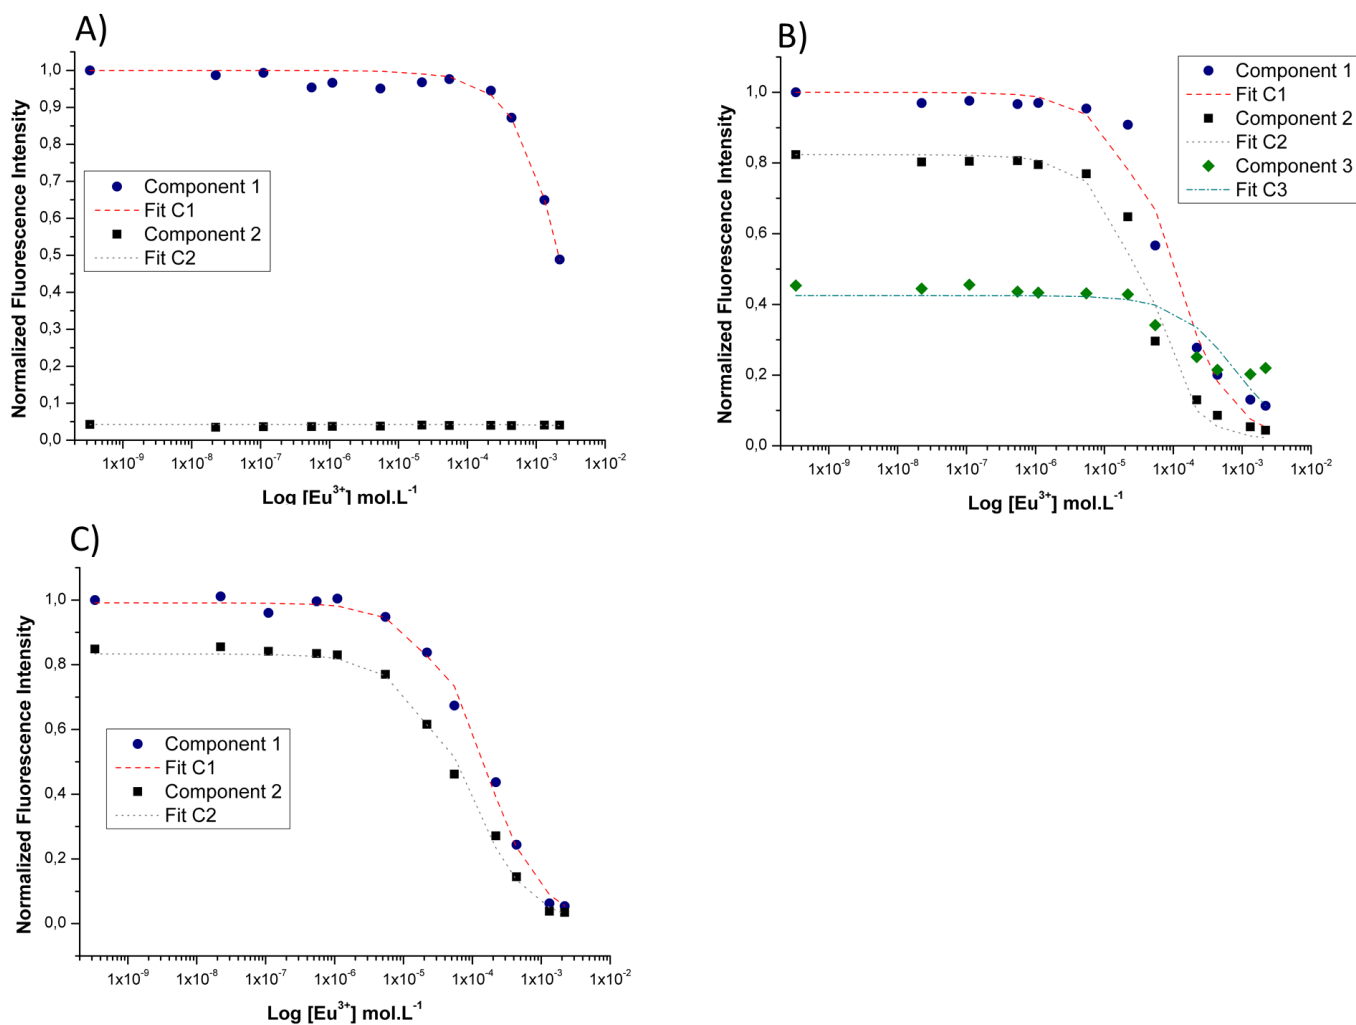 A)
Normalized Fluorescence Intensity
1,0
0,9
0,8
0,7
0,6
0,5
0,4
0,3
0,2
0,1
0,0
Component 1
Fit C1
Component 2
Fit C2
1x10⁻⁹ 1x10⁻⁸ 1x10⁻⁷ 1x10⁻⁶ 1x10⁻⁵ 1x10⁻⁴ 1x10⁻³ 1x10⁻²
Log [Eu³⁺] mol.L⁻¹
B)
Normalized Fluorescence Intensity
1,0
0,8
0,6
0,4
0,2
0,0
Component 1
Fit C1
Component 2
Fit C2
Component 3
Fit C3
1x10⁻⁹ 1x10⁻⁸ 1x10⁻⁷ 1x10⁻⁶ 1x10⁻⁵ 1x10⁻⁴ 1x10⁻³ 1x10⁻²
Log [Eu³⁺] mol.L⁻¹
C)
Normalized Fluorescence Intensity
1,0
0,8
0,6
0,4
0,2
0,0
Component 1
Fit C1
Component 2
Fit C2
1x10⁻⁹ 1x10⁻⁸ 1x10⁻⁷ 1x10⁻⁶ 1x10⁻⁵ 1x10⁻⁴ 1x10⁻³ 1x10⁻²
Log [Eu³⁺] mol.L⁻¹